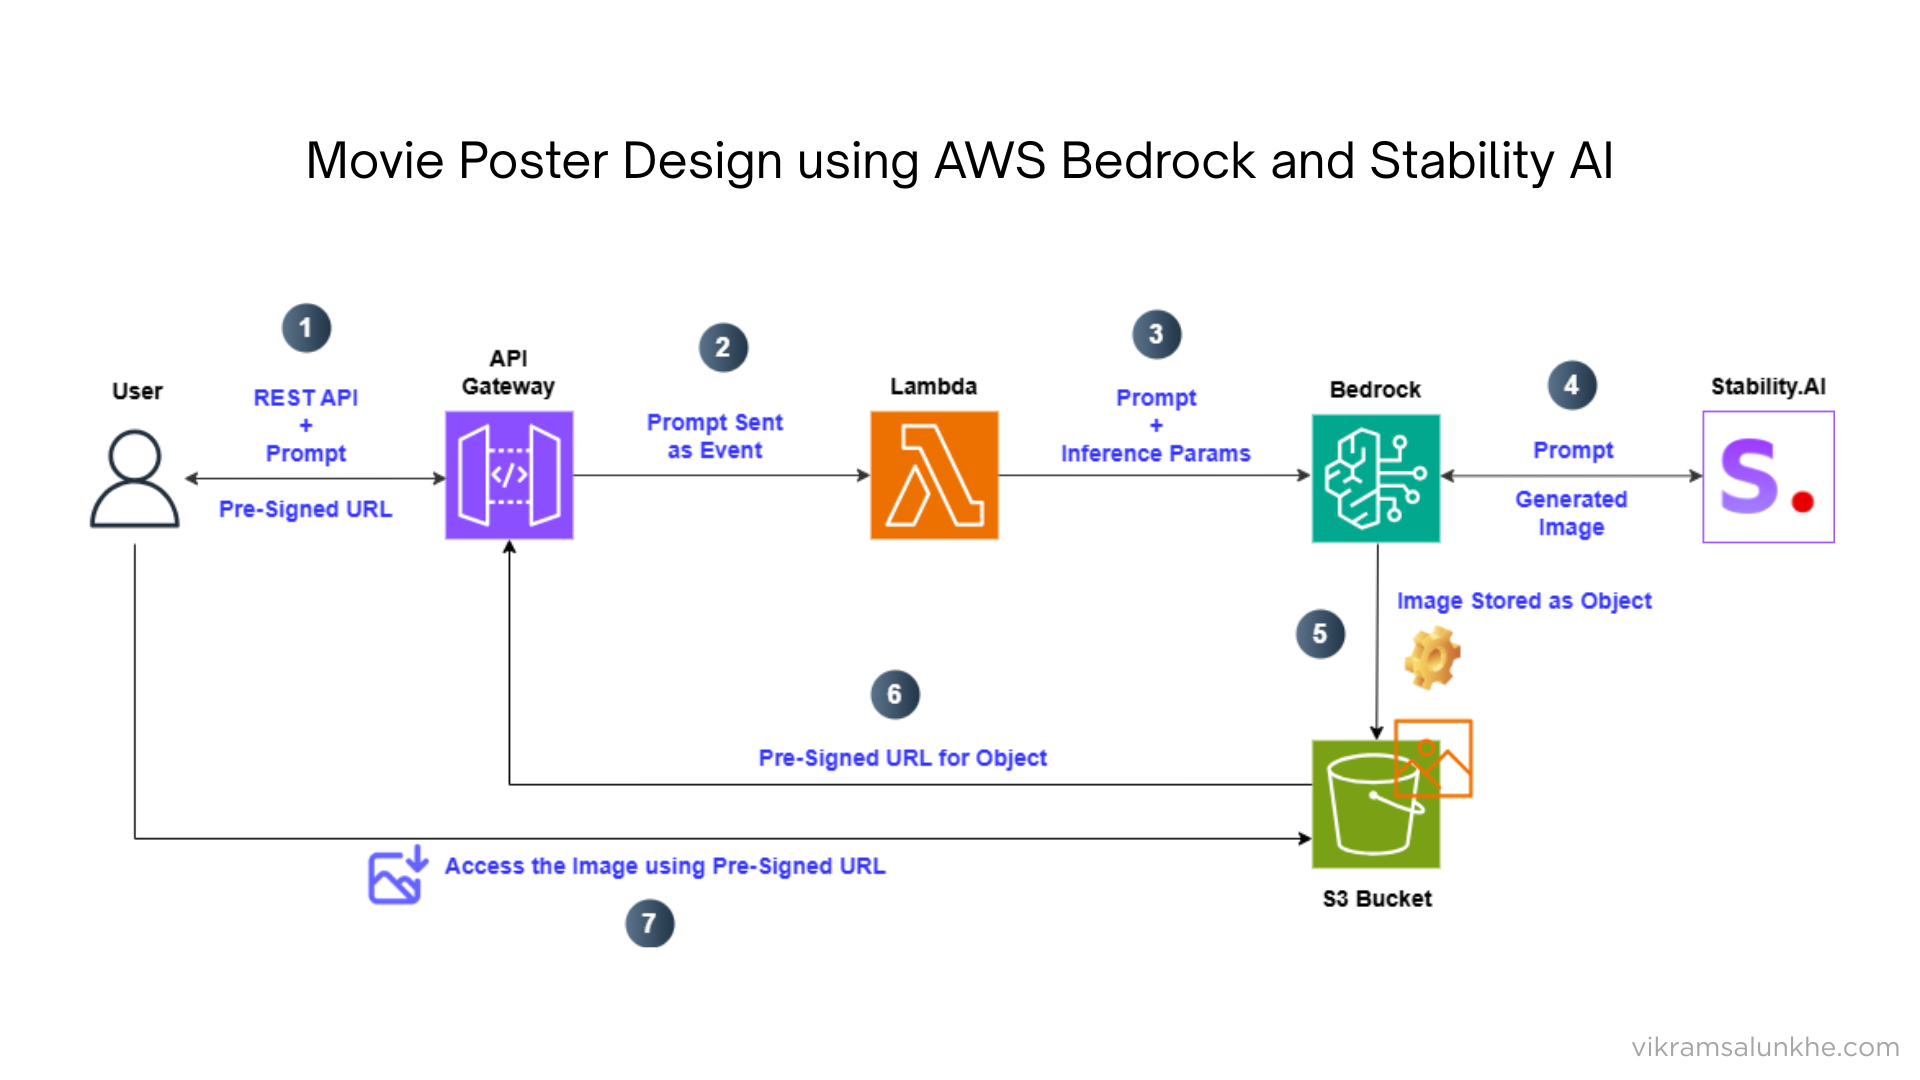 Movie Poster Design using AWS Bedrock and Stability AI
1
REST API
+
Prompt
Pre-Signed URL
User
API
Gateway
</>
2
Prompt Sent
as Event
Lambda
3
Prompt
+
Inference Params
Bedrock
4
Prompt
Generated
Image
Stability.AI
S.
5
Image Stored as Object
6
Pre-Signed URL for Object
S3 Bucket
Access the Image using Pre-Signed URL
7
vikramsalunkhe.com